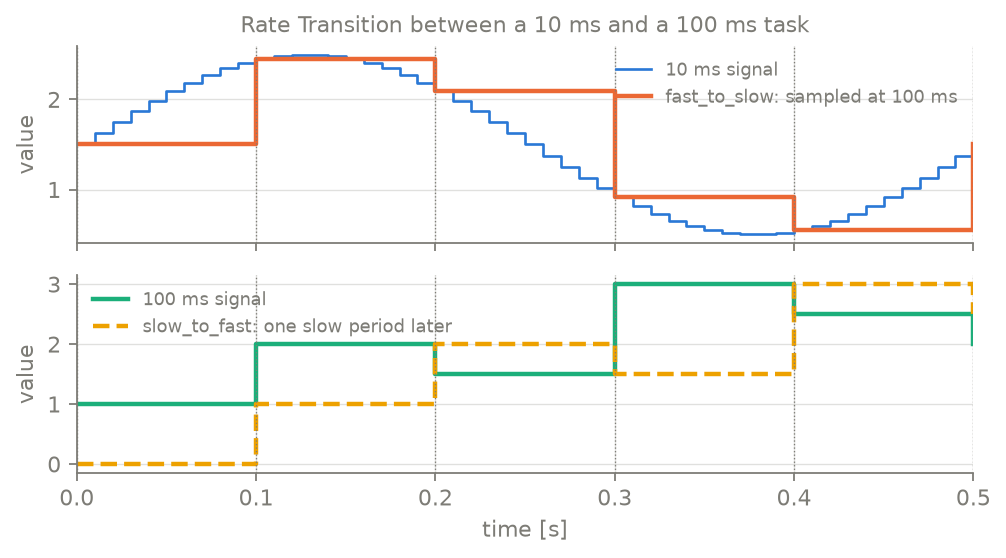 Rate Transition between a 10 ms and a 100 ms task
value
2
1
10 ms signal
fast_to_slow: sampled at 100 ms
value
3
2
1
0
100 ms signal
slow_to_fast: one slow period later
0.0 0.1 0.2 0.3 0.4 0.5
time [s]